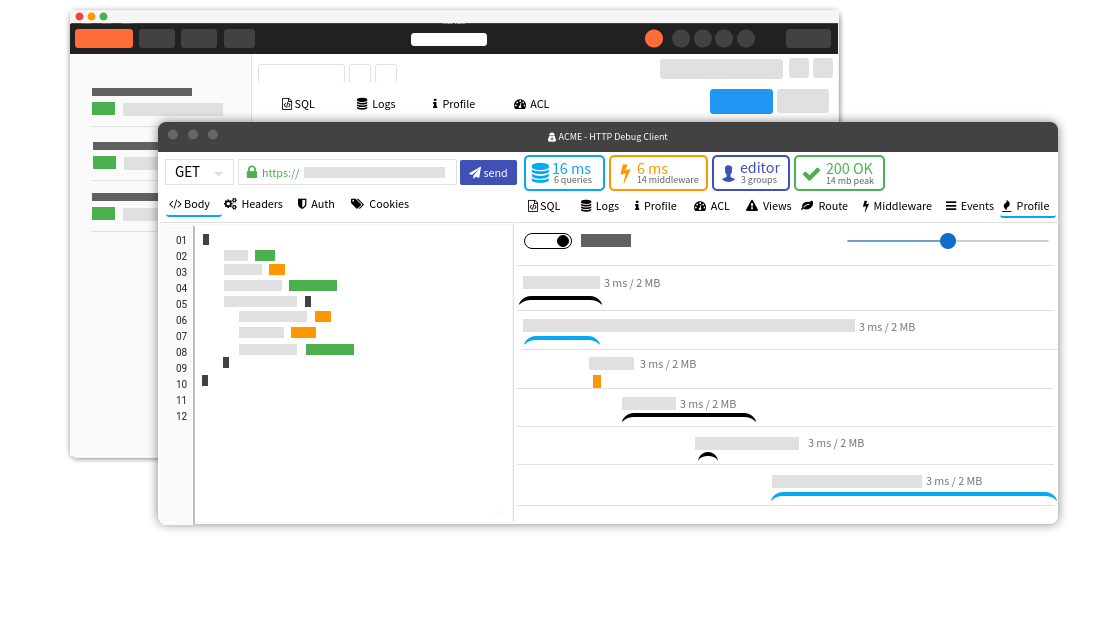 SQL Logs Profile ACL
ACME - HTTP Debug Client
GET https:// send 16 ms 6 queries 6 ms 14 middleware editor 3 groups 200 OK 14 mb peak
</> Body Headers Auth Cookies
SQL Logs Profile ACL Views Route Middleware Events Profile
01
02
03
04
05
06
07
08
09
10
11
12
3 ms / 2 MB
3 ms / 2 MB
3 ms / 2 MB
3 ms / 2 MB
3 ms / 2 MB
3 ms / 2 MB